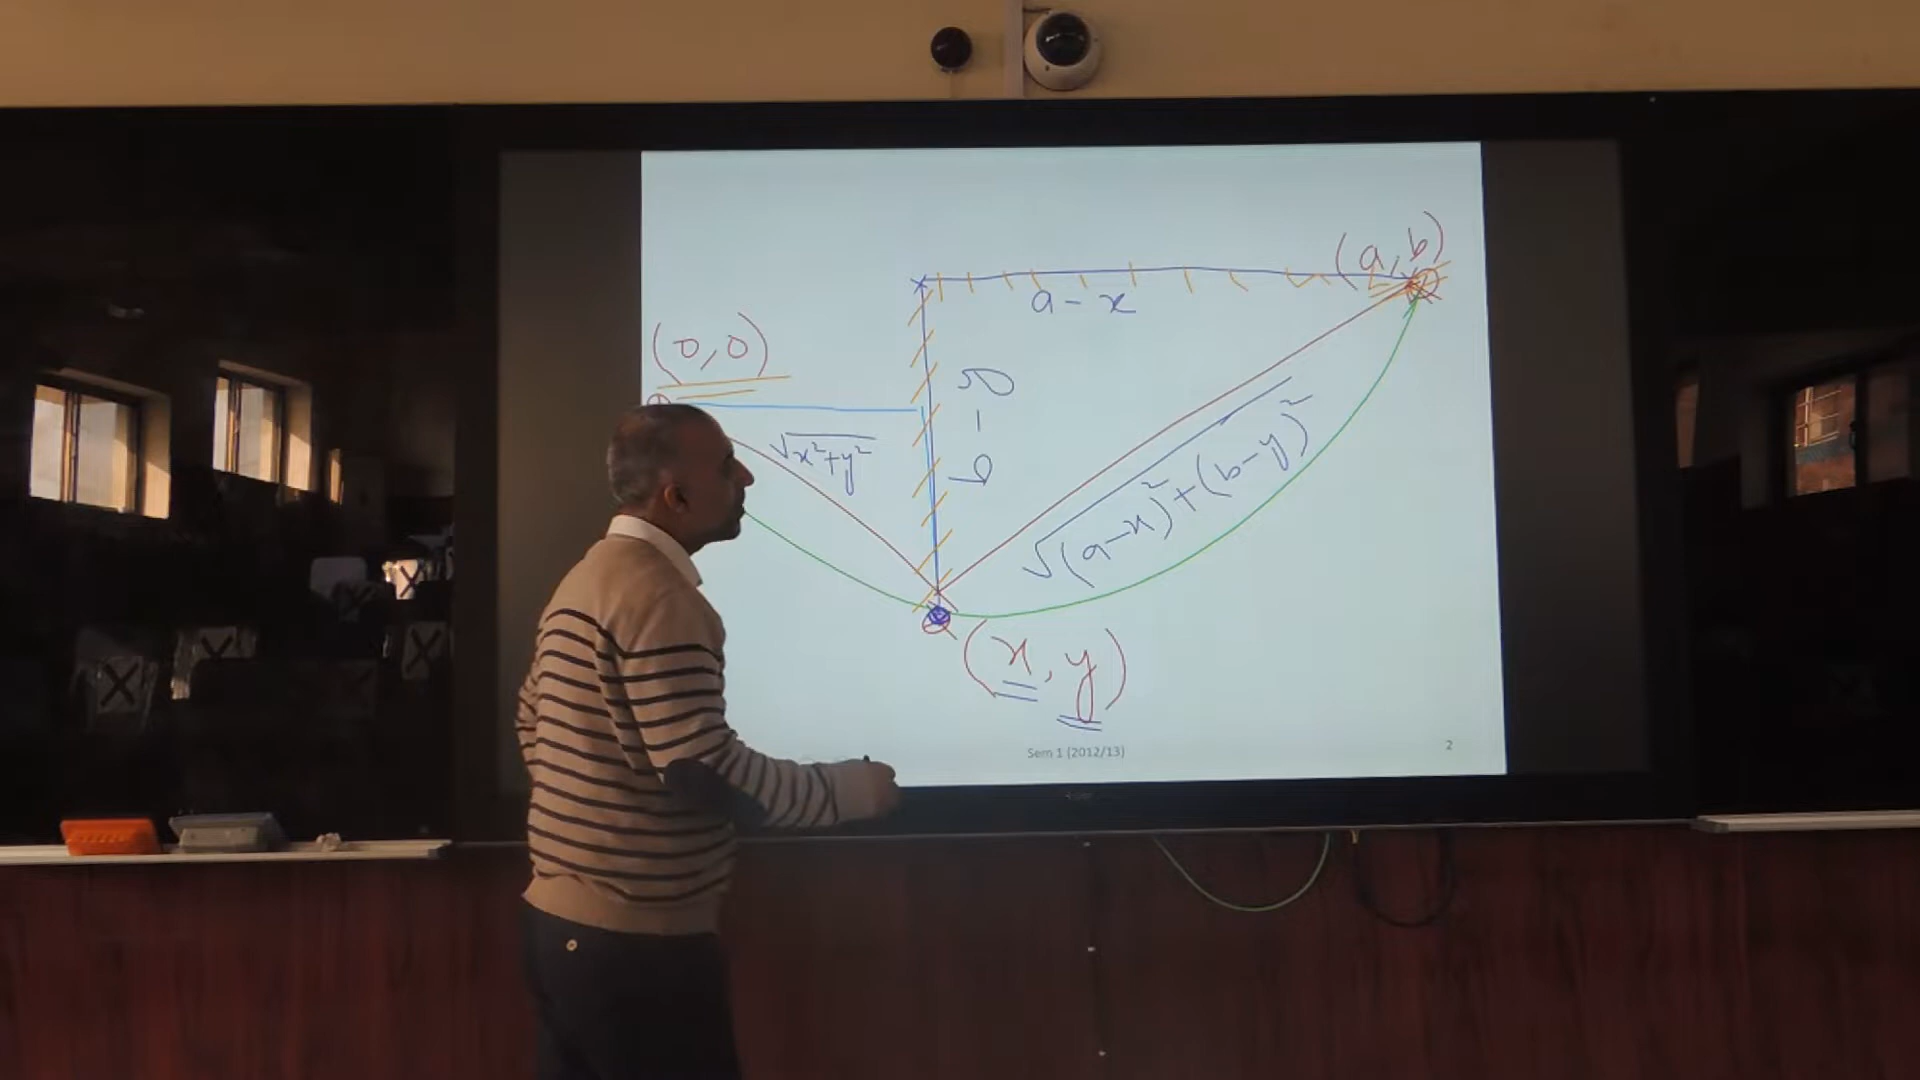 (a, b)
a - x
(0, 0)
b - y
√x²+y²
√(a-x)²+(b-y)²
(x, y)
Sem 1 (2012/13)
2